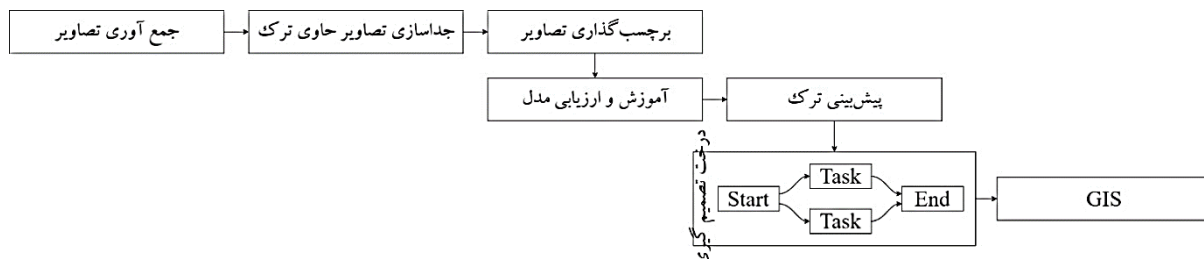 جمع آوری تصاویر
جداسازی تصاویر حاوی ترک
برچسب‌گذاری تصاویر
آموزش و ارزیابی مدل
پیش‌بینی ترک
درخت تصمیم گیری
Start
Task
Task
End
GIS